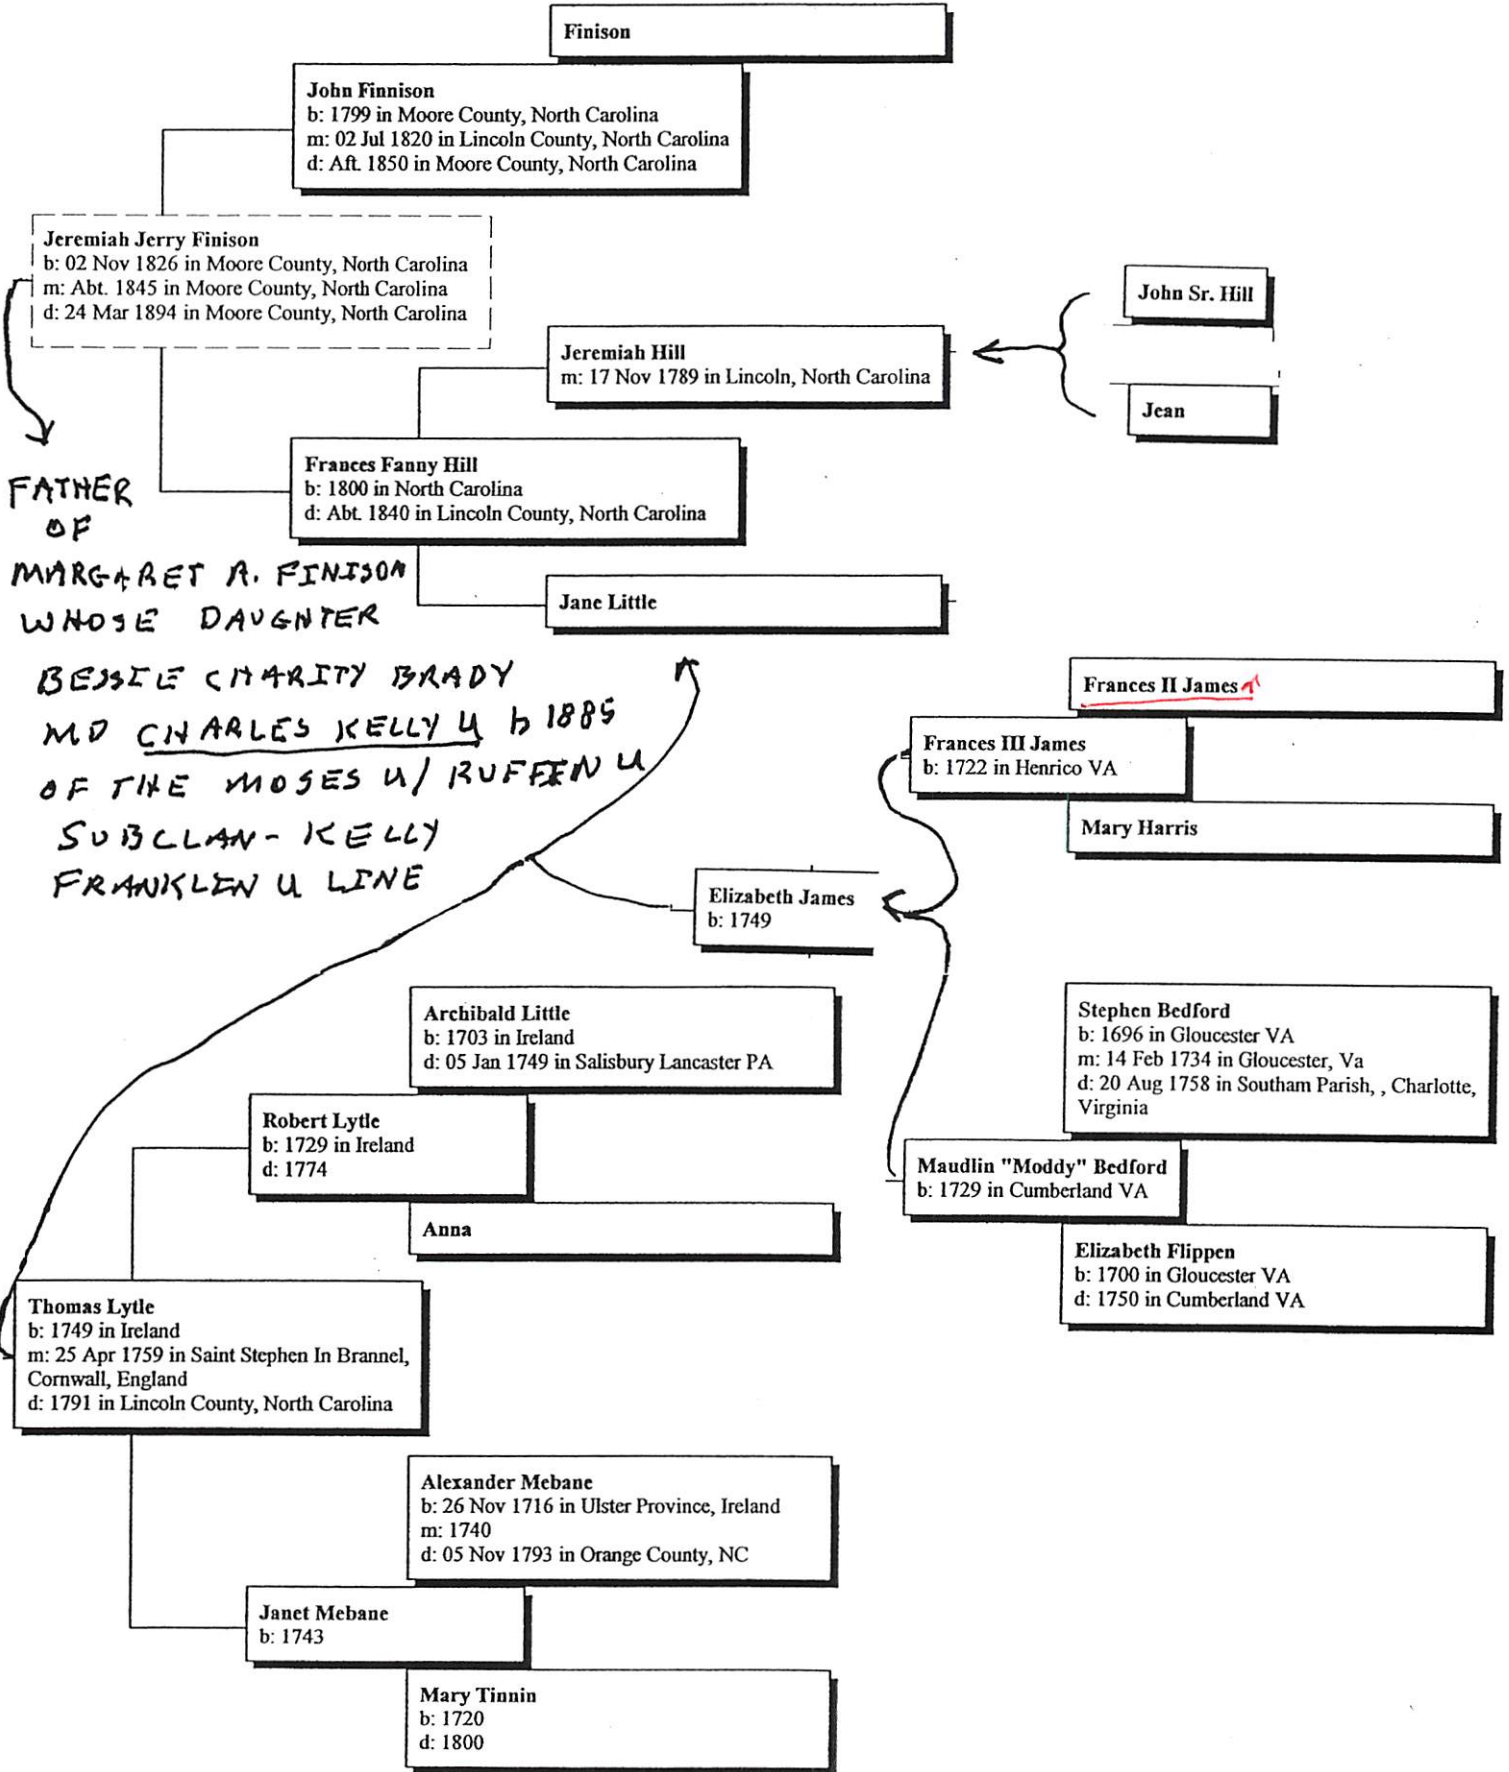 Finison
John Finnison
b: 1799 in Moore County, North Carolina
m: 02 Jul 1820 in Lincoln County, North Carolina
d: Aft. 1850 in Moore County, North Carolina
Jeremiah Jerry Finison
b: 02 Nov 1826 in Moore County, North Carolina
m: Abt. 1845 in Moore County, North Carolina
d: 24 Mar 1894 in Moore County, North Carolina
John Sr. Hill
Jeremiah Hill
m: 17 Nov 1789 in Lincoln, North Carolina
Jean
Frances Fanny Hill
b: 1800 in North Carolina
d: Abt. 1840 in Lincoln County, North Carolina
Jane Little
FATHER
OF
MARGARET A. FINISON
WHOSE DAUGHTER
BESSIE CHARITY BRADY
MD CHARLES KELLY U b 1885
OF THE MOSES U/ RUFFIN U
SUBCLAN - KELLY
FRANKLIN U LINE
Frances II James
Frances III James
b: 1722 in Henrico VA
Mary Harris
Elizabeth James
b: 1749
Archibald Little
b: 1703 in Ireland
d: 05 Jan 1749 in Salisbury Lancaster PA
Stephen Bedford
b: 1696 in Gloucester VA
m: 14 Feb 1734 in Gloucester, Va
d: 20 Aug 1758 in Southam Parish, , Charlotte,
Virginia
Robert Lytle
b: 1729 in Ireland
d: 1774
Maudlin "Moddy" Bedford
b: 1729 in Cumberland VA
Anna
Elizabeth Flippen
b: 1700 in Gloucester VA
d: 1750 in Cumberland VA
Thomas Lytle
b: 1749 in Ireland
m: 25 Apr 1759 in Saint Stephen In Brannel,
Cornwall, England
d: 1791 in Lincoln County, North Carolina
Alexander Mebane
b: 26 Nov 1716 in Ulster Province, Ireland
m: 1740
d: 05 Nov 1793 in Orange County, NC
Janet Mebane
b: 1743
Mary Tinnin
b: 1720
d: 1800